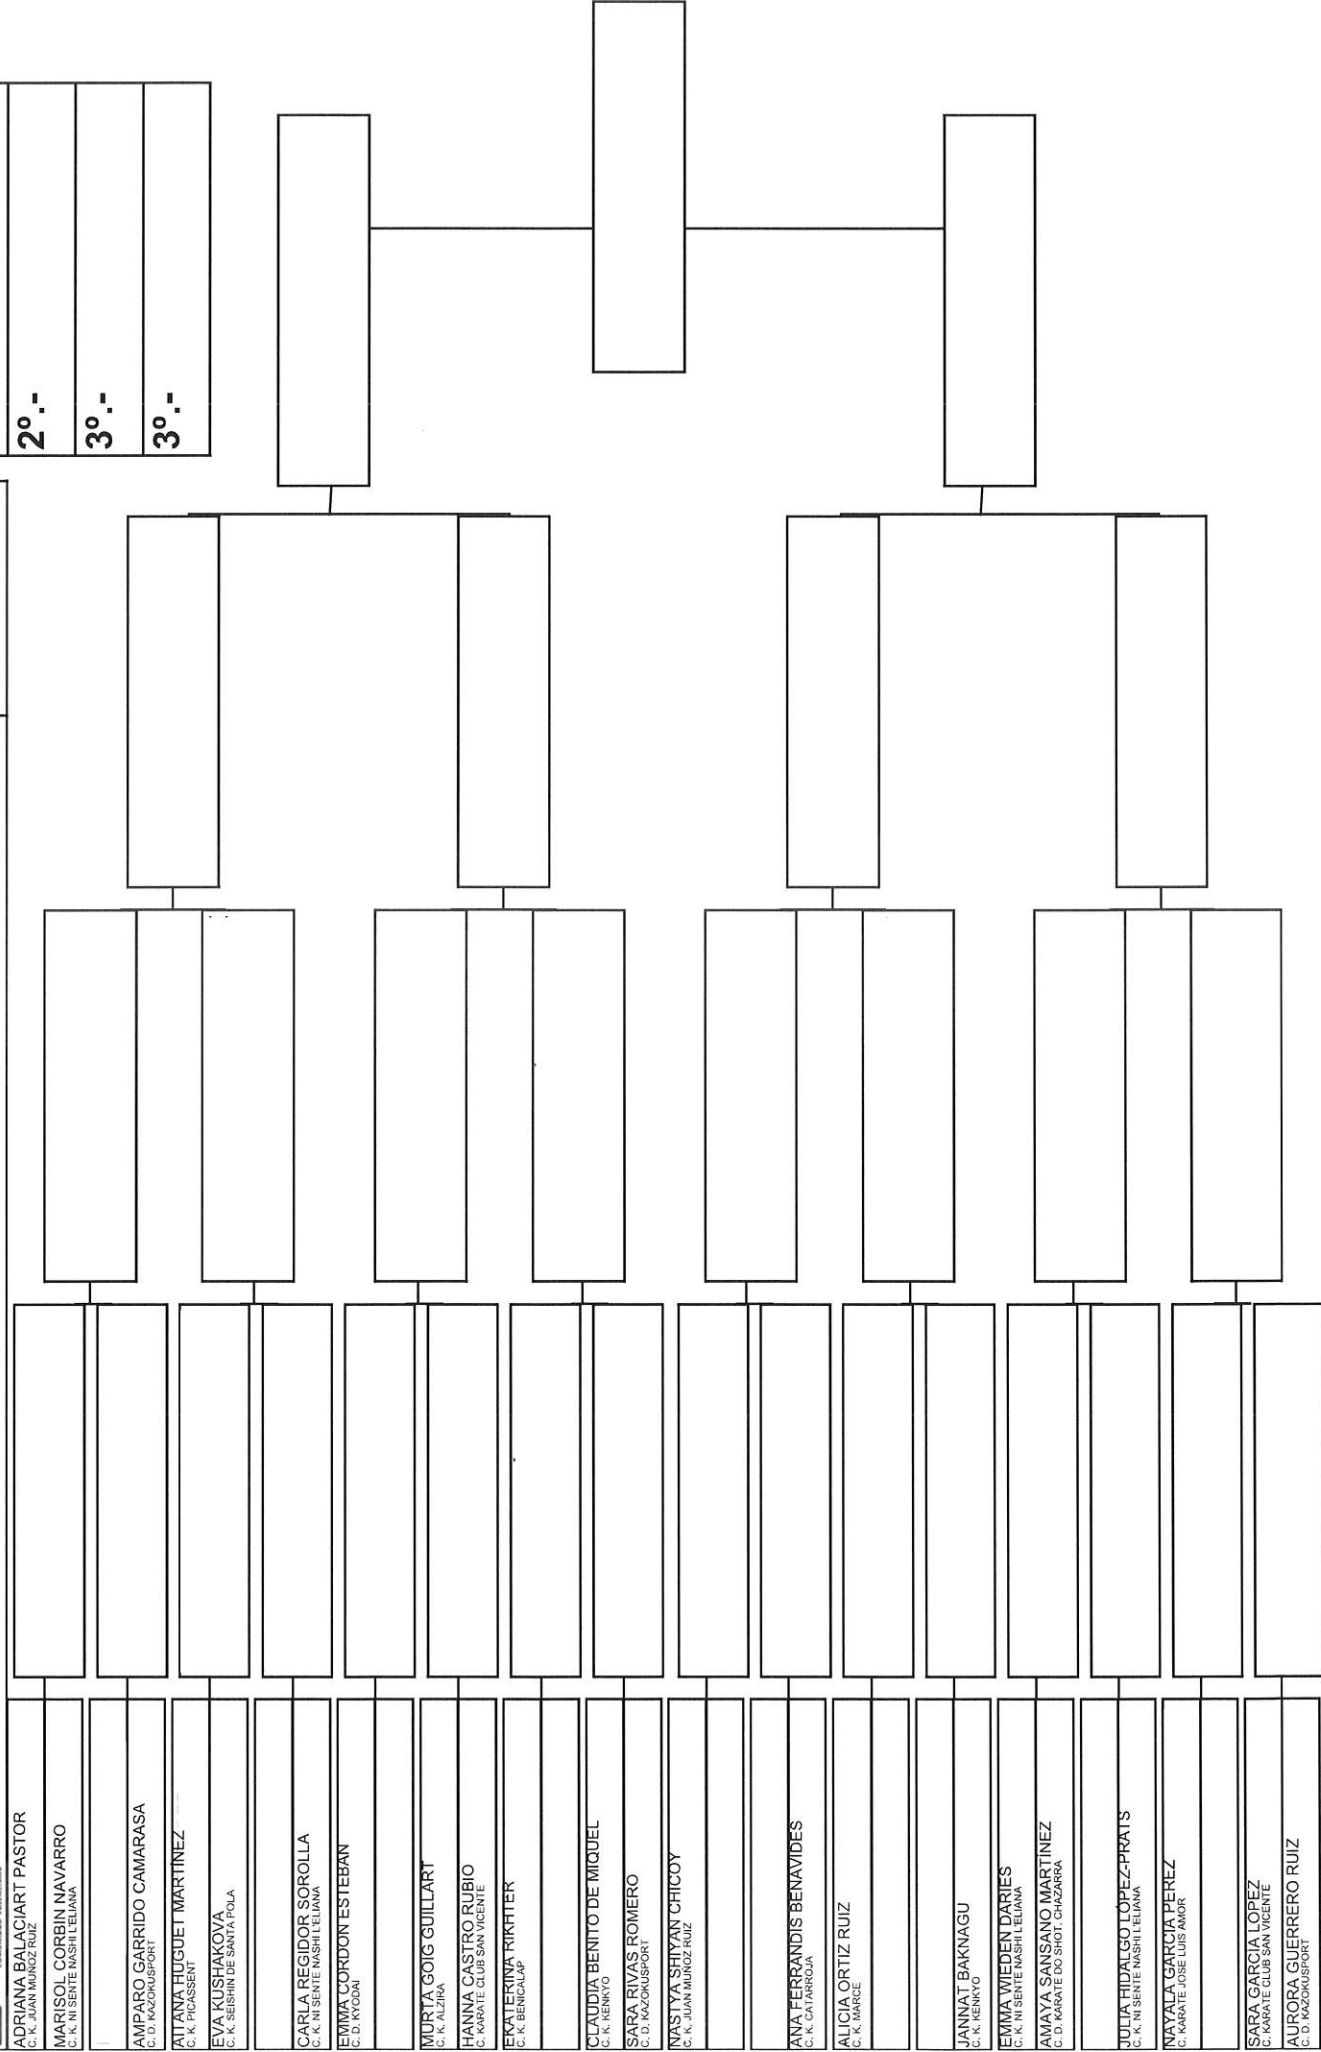 2º.-
3º.-
3º.-
ADRIANA BALACIART PASTOR
C. K. JUAN MUÑOZ RUIZ
MARISOL CORBIN NAVARRO
C. K. NI SENTE NASHI L'ELIANA
AMPARO GARRIDO CAMARASA
C. D. KAZOKUSPORT
AITANA HUGUET MARTINEZ
C. K. PICASSENT
EVA KUSHAKOVA
C. K. SEISHIN DE SANTA POLA
CARLA REGIDOR SOROLLA
C. K. NI SENTE NASHI L'ELIANA
EMMA CORDON ESTEBAN
C. D. KYODAI
MURTA GOIG GUILLART
C. K. ALZIRA
HANNA CASTRO RUBIO
C. KARATE CLUB SAN VICENTE
EKATERINA RIKHTER
C. K. BENICALAP
CLAUDIA BENITO DE MIQUEL
C. K. KENKYO
SARA RIVAS ROMERO
C. D. KAZOKUSPORT
NASTYA SHIYAN CHICOY
C. K. JUAN MUÑOZ RUIZ
ANA FERRANDIS BENAVIDES
C. K. CATARROJA
ALICIA ORTIZ RUIZ
C. K. MARCE
JANNAT BAKNAGU
C. K. KENKYO
EMMA WIEDEN DARIES
C. K. NI SENTE NASHI L'ELIANA
AMAYA SANSANO MARTINEZ
C. D. KARATE DO SHOT. CHAZARRA
JULIA HIDALGO LÓPEZ-PRATS
C. K. NI SENTE NASHI L'ELIANA
NAYALA GARCIA PEREZ
C. KARATE JOSE LUIS AMOR
SARA GARCIA LOPEZ
C. KARATE CLUB SAN VICENTE
AURORA GUERRERO RUIZ
C. D. KAZOKUSPORT